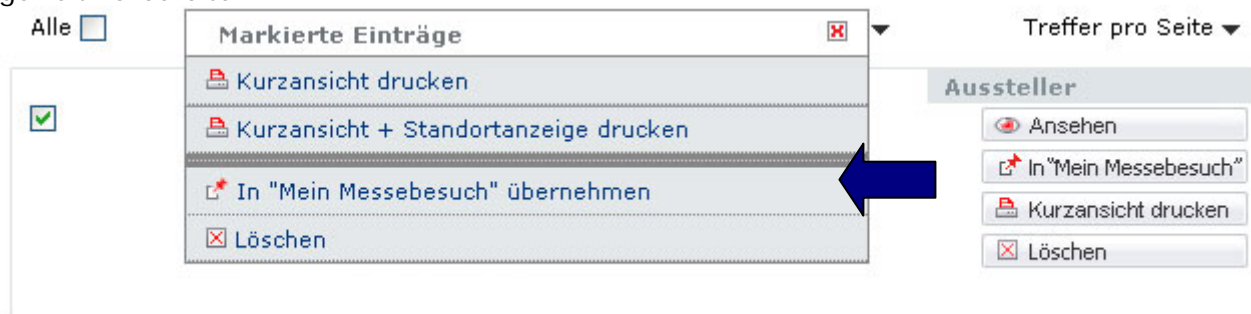 Alle
Markierte Einträge
Treffer pro Seite
Kurzansicht drucken
Kurzansicht + Standortanzeige drucken
In "Mein Messebesuch" übernehmen
Löschen
Aussteller
Ansehen
In "Mein Messebesuch"
Kurzansicht drucken
Löschen